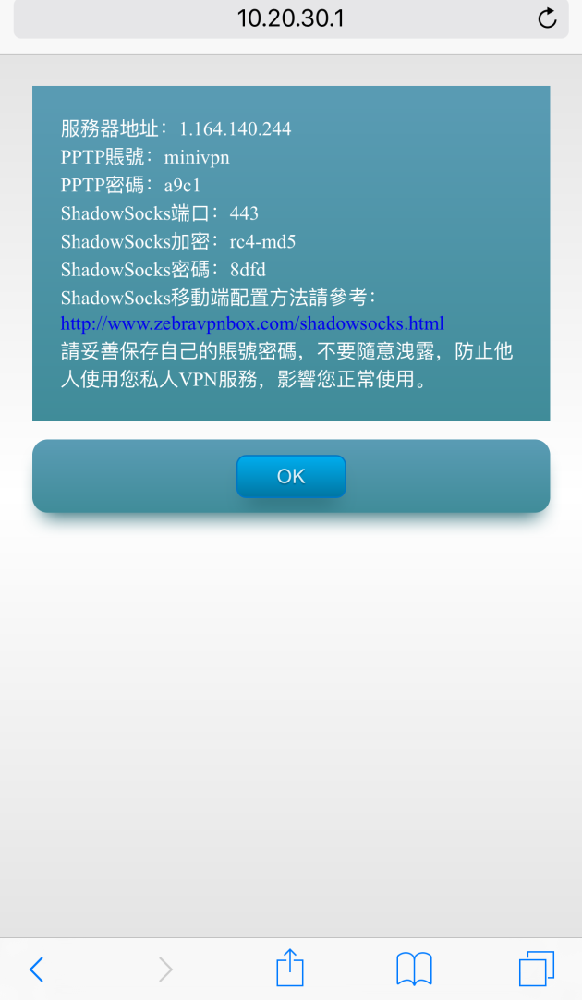 10.20.30.1
服務器地址：1.164.140.244
PPTP賬號：minivpn
PPTP密碼：a9c1
ShadowSocks端口：443
ShadowSocks加密：rc4-md5
ShadowSocks密碼：8dfd
ShadowSocks移動端配置方法請參考：
http://www.zebravpnbox.com/shadowsocks.html
請妥善保存自己的賬號密碼，不要隨意洩露，防止他
人使用您私人VPN服務，影響您正常使用。
OK